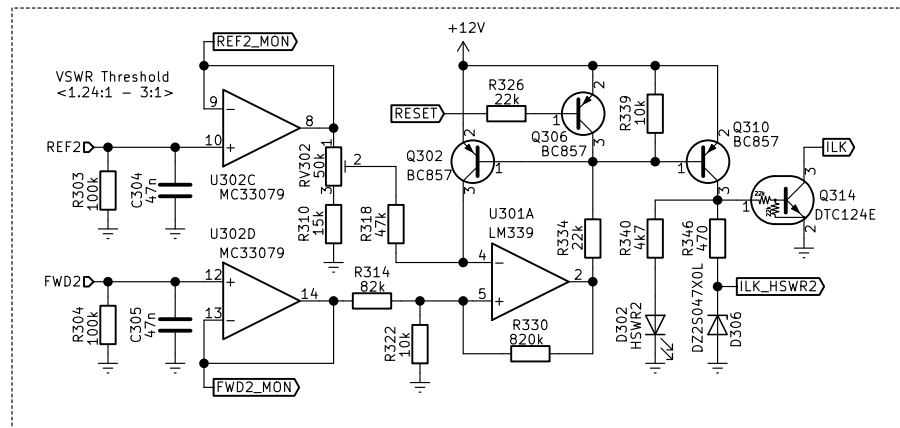 REF2_MON
+12V
VSWR Threshold
<1.24:1 - 3:1>
9
8
10
REF2
U302C
MC33079
R303
100k
C304
47n
1
RV302
50k
2
3
R310
15k
R318
47k
RESET
R326
22k
1
2
3
Q306
BC857
R339
10k
Q302
BC857
2
1
3
Q310
BC857
2
1
3
ILK
3
1
22k
22k
2
Q314
DTC124E
U302D
MC33079
FWD2
12
13
14
R304
100k
C305
47n
FWD2_MON
R314
82k
R322
10k
U301A
LM339
4
5
2
R330
820k
R334
22k
R340
4k7
R346
470
ILK_HSWR2
D302
HSWR2
DZ2S047X0L
D306